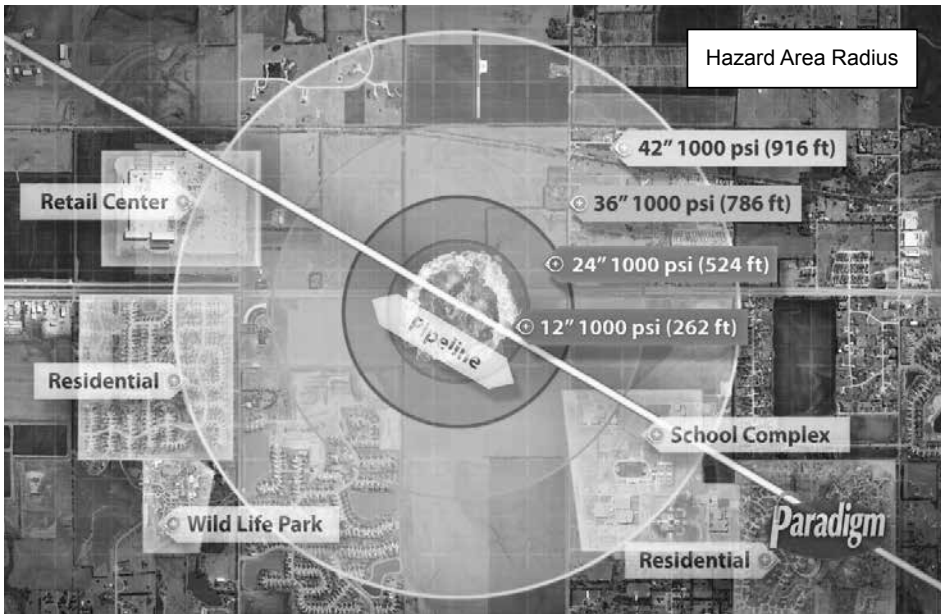 Hazard Area Radius
42” 1000 psi (916 ft)
Retail Center
36” 1000 psi (786 ft)
24” 1000 psi (524 ft)
12” 1000 psi (262 ft)
Pipeline
Residential
School Complex
Wild Life Park
Paradigm
Residential